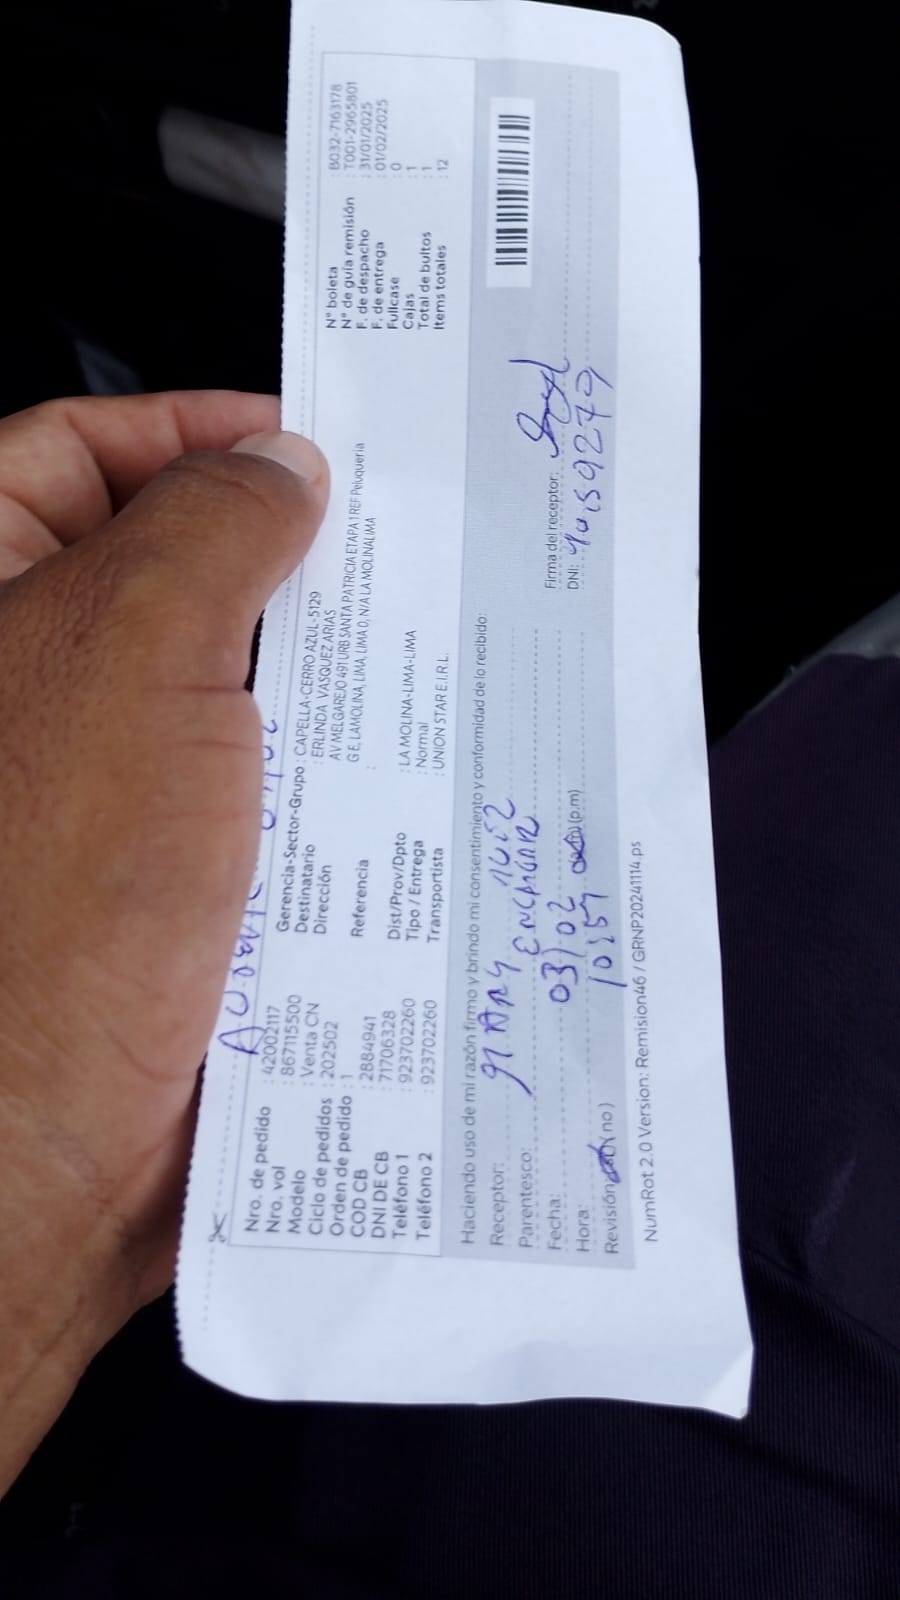 Nro. de pedido : 42002117
Nro. vol : 867115500
Modelo : Venta CN
Ciclo de pedidos : 202502
Orden de pedido : 1
COD CB : 2884941
DNI DE CB : 71706328
Teléfono 1 : 923702260
Teléfono 2 : 923702260
Gerencia-Sector-Grupo : CAPELLA-CERRO AZUL-5129
Destinatario : ERLINDA VASQUEZ ARIAS
Dirección AV MELGAREJO 491 URB SANTA PATRICIA ETAPA 1 REF Peluqueria
G E, LAMOLINA, LIMA, LIMA 0, N/A LA MOLINALIMA
Referencia :
Dist/Prov/Dpto : LA MOLINA-LIMA-LIMA
Tipo / Entrega : Normal
Transportista : UNION STAR E.I.R.L.
N° boleta : B032-7163178
N° de guía remisión : T001-2965801
F. de despacho : 31/01/2025
F. de entrega : 01/02/2025
Fullcase : 0
Cajas : 1
Total de bultos : 1
Items totales : 12
Haciendo uso de mi razón firmo y brindo mi consentimiento y conformidad de lo recibido:
Receptor:
Parentesco:
Fecha: 03/02
Hora: 10:57 (p.m)
Revisión ( no )
Firma del receptor:
DNI:
NumRot 2.0 Version: Remision46 / GRNP20241114.ps